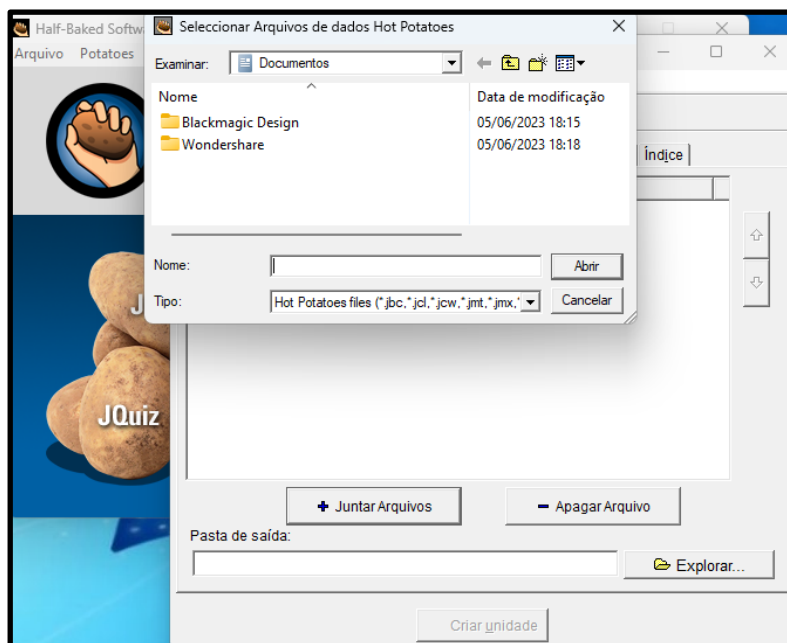 Half-Baked Softw
Seleccionar Arquivos de dados Hot Potatoes
Arquivo Potatoes
Examinar: Documentos
Nome Data de modificação
Blackmagic Design 05/06/2023 18:15
Wondershare 05/06/2023 18:18
Índice
Nome:
Abrir
Tipo: Hot Potatoes files (*.jbc,*.jcl,*.jcw,*.jmt,*.jmx,*
Cancelar
J
JQuiz
+ Juntar Arquivos
− Apagar Arquivo
Pasta de saída:
Explorar...
Criar unidade